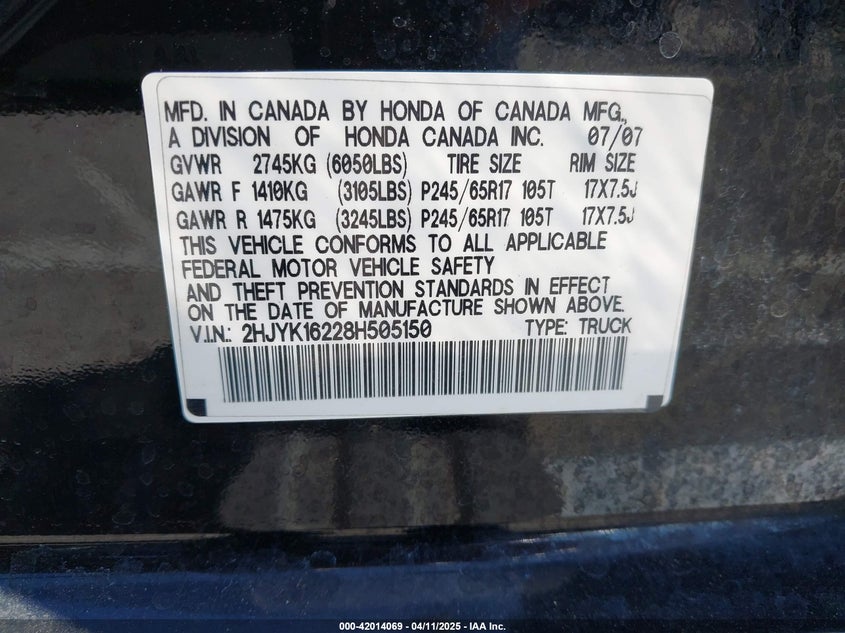 MFD. IN CANADA BY HONDA OF CANADA MFG.,
A DIVISION OF HONDA CANADA INC. 07/07
GVWR 2745KG (6050LBS) TIRE SIZE RIM SIZE
GAWR F 1410KG (3105LBS) P245/65R17 105T 17X7.5J
GAWR R 1475KG (3245LBS) P245/65R17 105T 17X7.5J
THIS VEHICLE CONFORMS TO ALL APPLICABLE
FEDERAL MOTOR VEHICLE SAFETY
AND THEFT PREVENTION STANDARDS IN EFFECT
ON THE DATE OF MANUFACTURE SHOWN ABOVE.
V.I.N.: 2HJYK16228H505150 TYPE: TRUCK
000-42014069 - 04/11/2025 - IAA Inc.